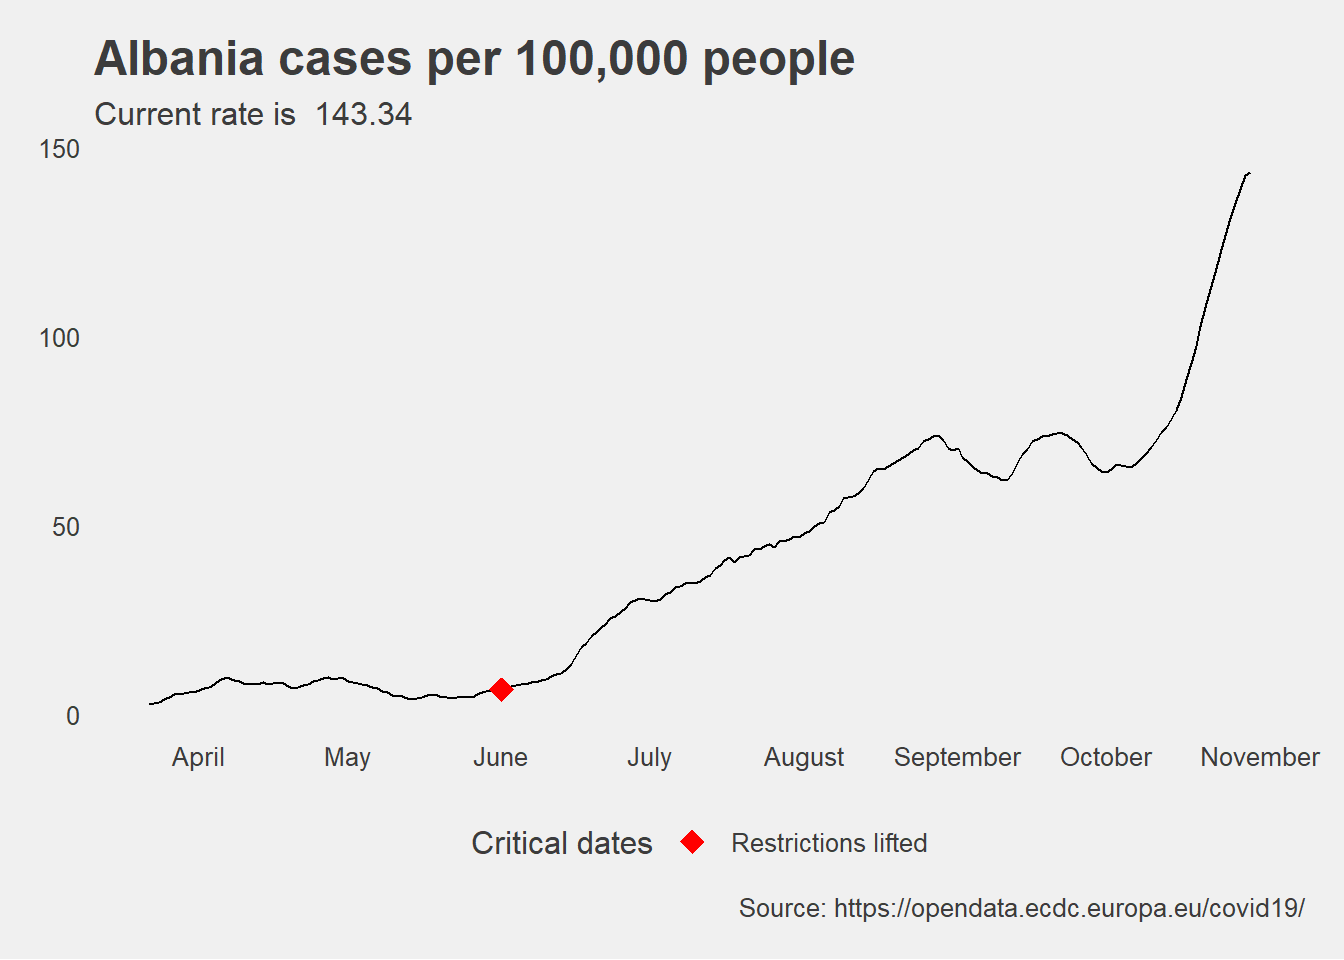 Albania cases per 100,000 people
Current rate is  143.34
150
100
50
0
April May June July August September October November
Critical dates Restrictions lifted
Source: https://opendata.ecdc.europa.eu/covid19/